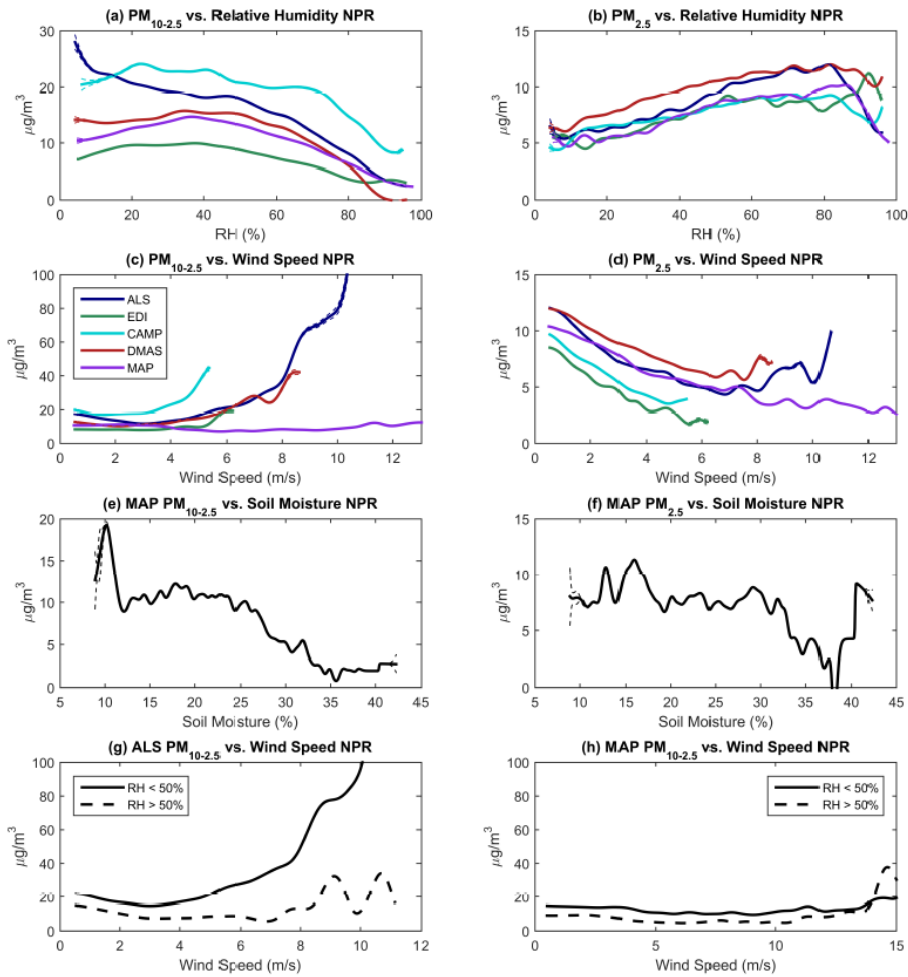 (a) PM10-2.5 vs. Relative Humidity NPR
30
20
10
0
μg/m3
0 20 40 60 80 100
RH (%)
(b) PM2.5 vs. Relative Humidity NPR
15
10
5
0
μg/m3
0 20 40 60 80 100
RH (%)
(c) PM10-2.5 vs. Wind Speed NPR
100
80
60
40
20
0
μg/m3
ALS
EDI
CAMP
DMAS
MAP
0 2 4 6 8 10 12
Wind Speed (m/s)
(d) PM2.5 vs. Wind Speed NPR
15
10
5
0
μg/m3
0 2 4 6 8 10 12
Wind Speed (m/s)
(e) MAP PM10-2.5 vs. Soil Moisture NPR
20
15
10
5
0
μg/m3
5 10 15 20 25 30 35 40 45
Soil Moisture (%)
(f) MAP PM2.5 vs. Soil Moisture NPR
15
10
5
0
μg/m3
5 10 15 20 25 30 35 40 45
Soil Moisture (%)
(g) ALS PM10-2.5 vs. Wind Speed NPR
100
80
60
40
20
0
μg/m3
RH < 50%
RH > 50%
0 2 4 6 8 10 12
Wind Speed (m/s)
(h) MAP PM10-2.5 vs. Wind Speed NPR
100
80
60
40
20
0
μg/m3
RH < 50%
RH > 50%
0 5 10 15
Wind Speed (m/s)